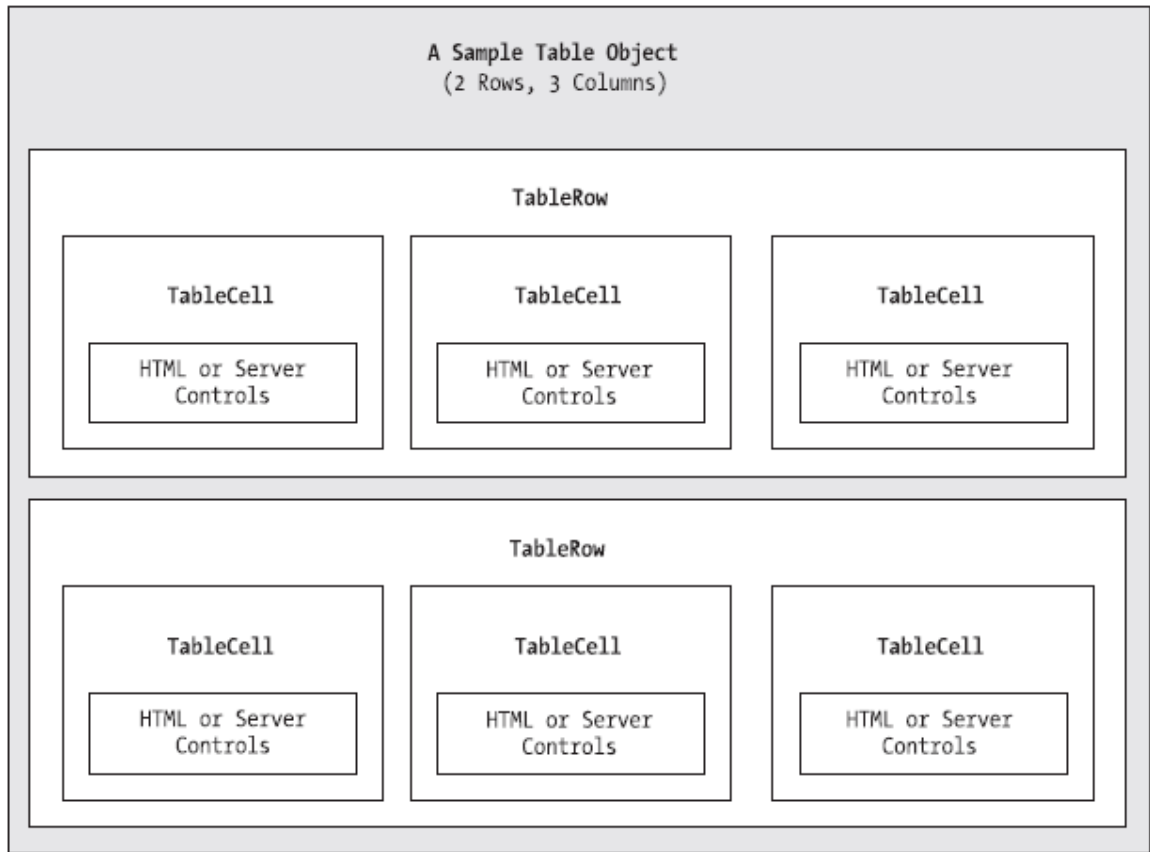 A Sample Table Object
(2 Rows, 3 Columns)
TableRow
TableCell
HTML or Server
Controls
TableCell
HTML or Server
Controls
TableCell
HTML or Server
Controls
TableRow
TableCell
HTML or Server
Controls
TableCell
HTML or Server
Controls
TableCell
HTML or Server
Controls